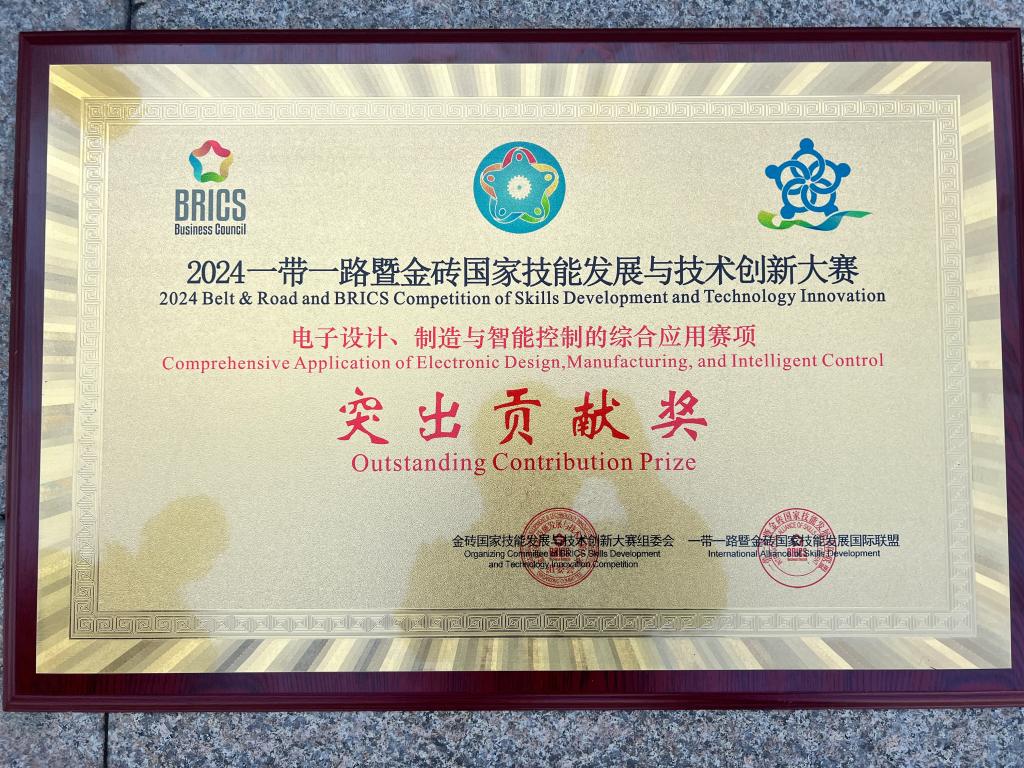 BRICS
Business Council
2024一带一路暨金砖国家技能发展与技术创新大赛
2024 Belt & Road and BRICS Competition of Skills Development and Technology Innovation
电子设计、制造与智能控制的综合应用赛项
Comprehensive Application of Electronic Design,Manufacturing, and Intelligent Control
突出贡献奖
Outstanding Contribution Prize
金砖国家技能发展与技术创新大赛组委会
Organizing Committee of BRICS Skills Development
and Technology Innovation Competition
一带一路暨金砖国家技能发展国际联盟
International Alliance of Skills Development
BRICS